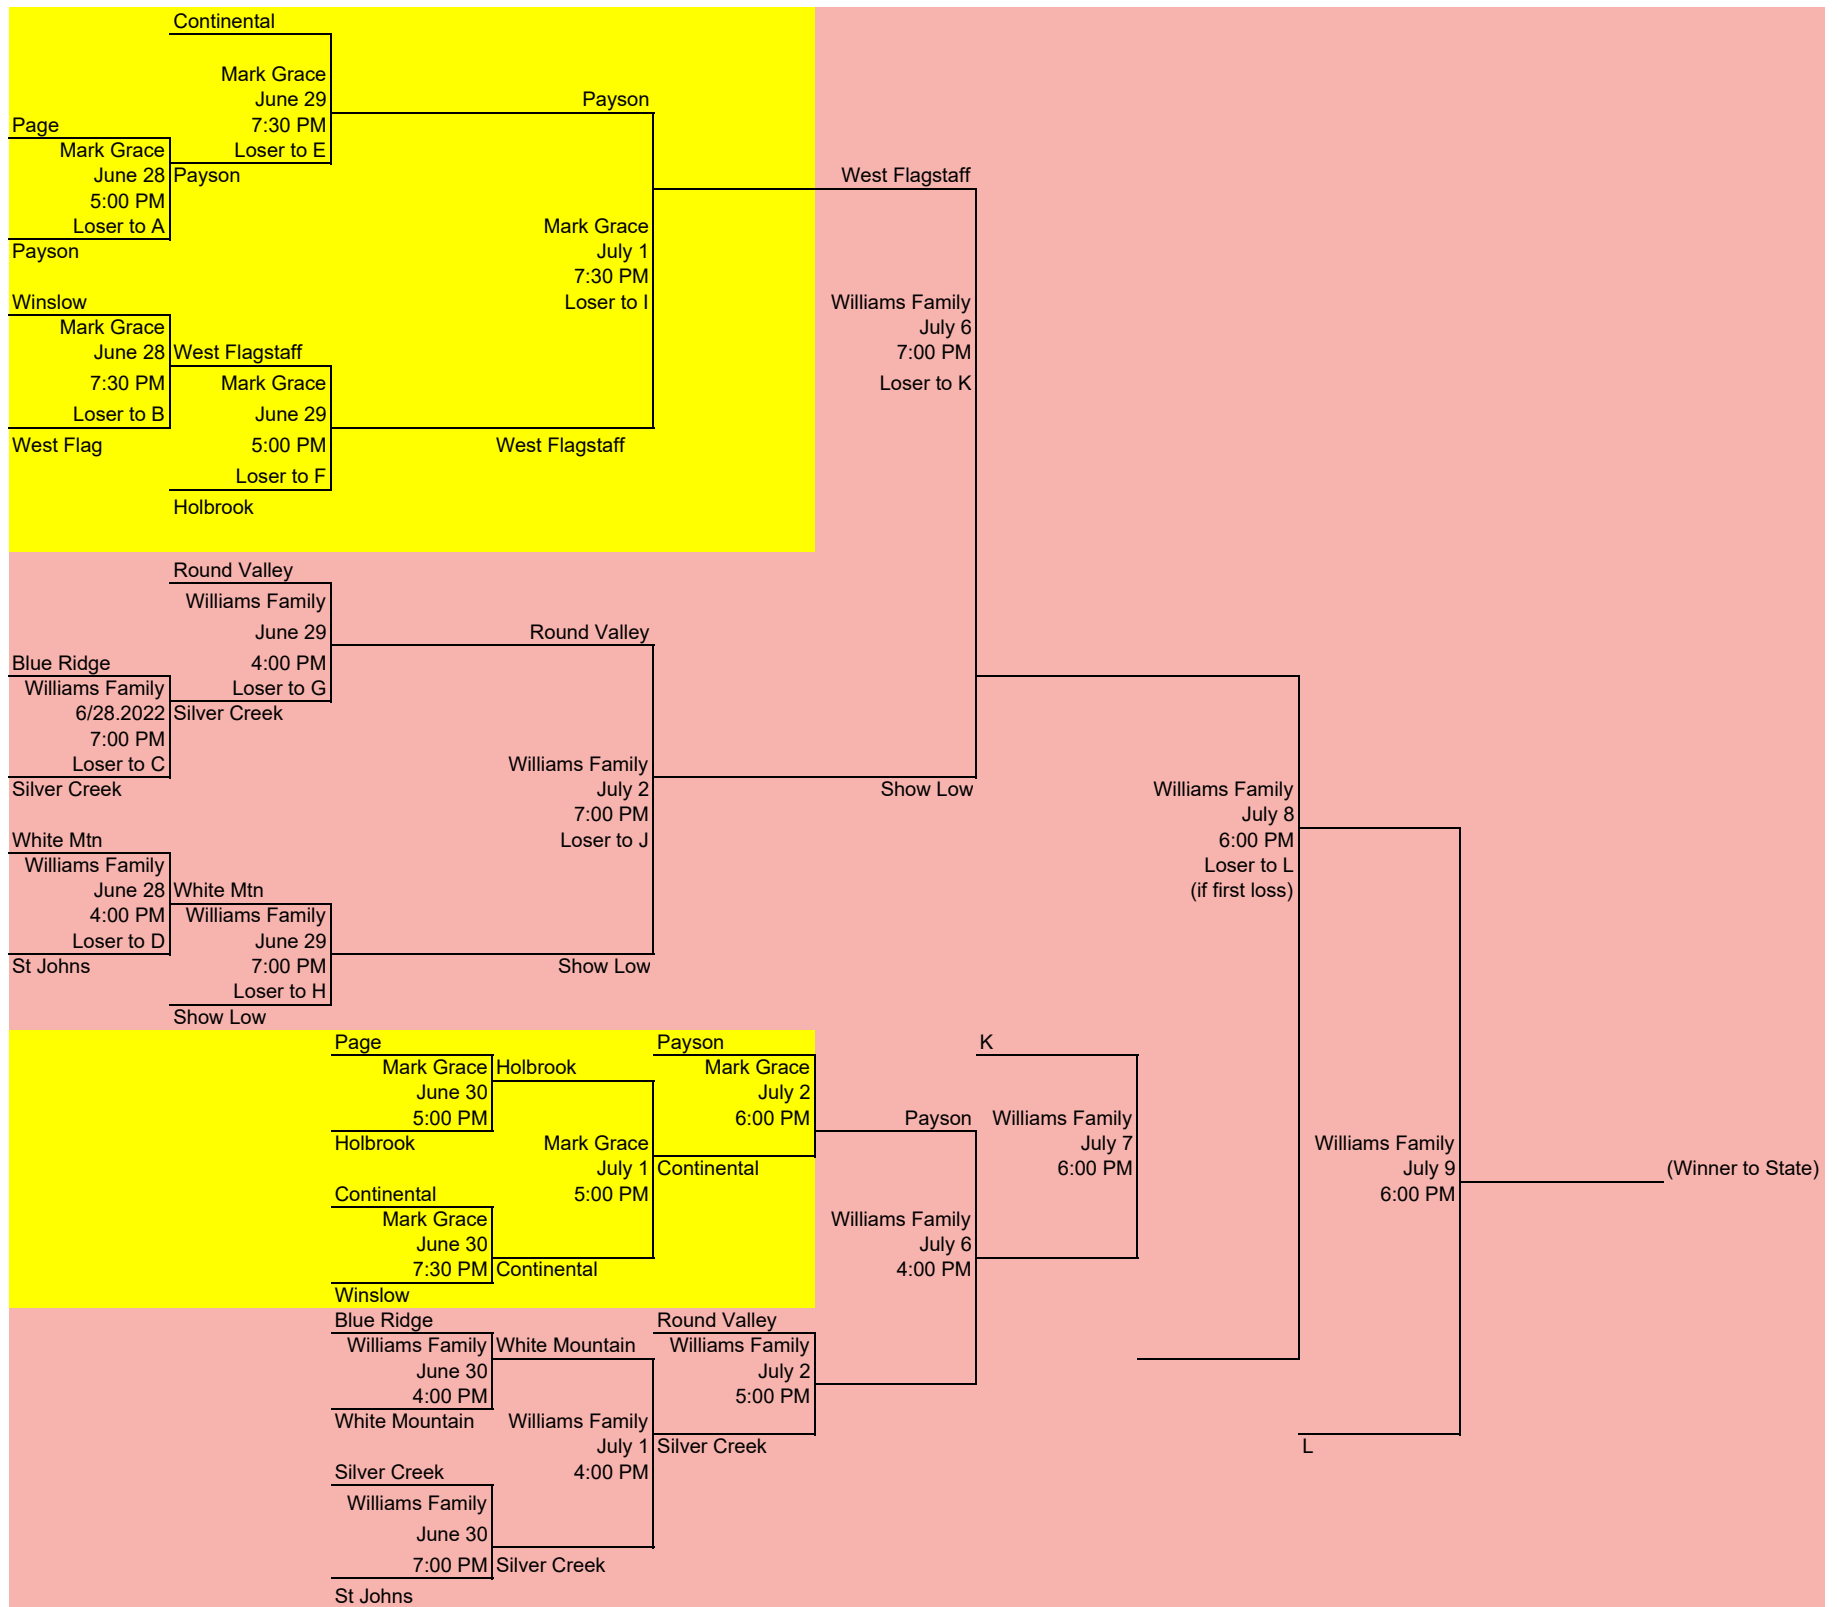 Continental
Mark Grace
June 29
7:30 PM
Loser to E
Payson
Page
Mark Grace
June 28
5:00 PM
Loser to A
Payson
Payson
West Flagstaff
Mark Grace
July 1
7:30 PM
Loser to I
Winslow
Mark Grace
June 28
7:30 PM
Loser to B
West Flag
West Flagstaff
Mark Grace
June 29
5:00 PM
Loser to F
Holbrook
West Flagstaff
Williams Family
July 6
7:00 PM
Loser to K
Round Valley
Williams Family
June 29
4:00 PM
Loser to G
Silver Creek
Round Valley
Blue Ridge
Williams Family
6/28.2022
7:00 PM
Loser to C
Silver Creek
Williams Family
July 2
7:00 PM
Loser to J
Show Low
White Mtn
Williams Family
June 28
4:00 PM
Loser to D
St Johns
White Mtn
Williams Family
June 29
7:00 PM
Loser to H
Show Low
Show Low
Williams Family
July 8
6:00 PM
Loser to L
(if first loss)
Page
Mark Grace
June 30
5:00 PM
Holbrook
Holbrook
Mark Grace
July 1
5:00 PM
Continental
Mark Grace
June 30
7:30 PM
Winslow
Continental
Payson
Mark Grace
July 2
6:00 PM
Continental
Payson
Williams Family
July 6
4:00 PM
K
Williams Family
July 7
6:00 PM
Williams Family
July 9
6:00 PM
(Winner to State)
Blue Ridge
Williams Family
June 30
4:00 PM
White Mountain
White Mountain
Williams Family
July 1
4:00 PM
Silver Creek
Williams Family
June 30
7:00 PM
St Johns
Silver Creek
Round Valley
Williams Family
July 2
5:00 PM
Silver Creek
L